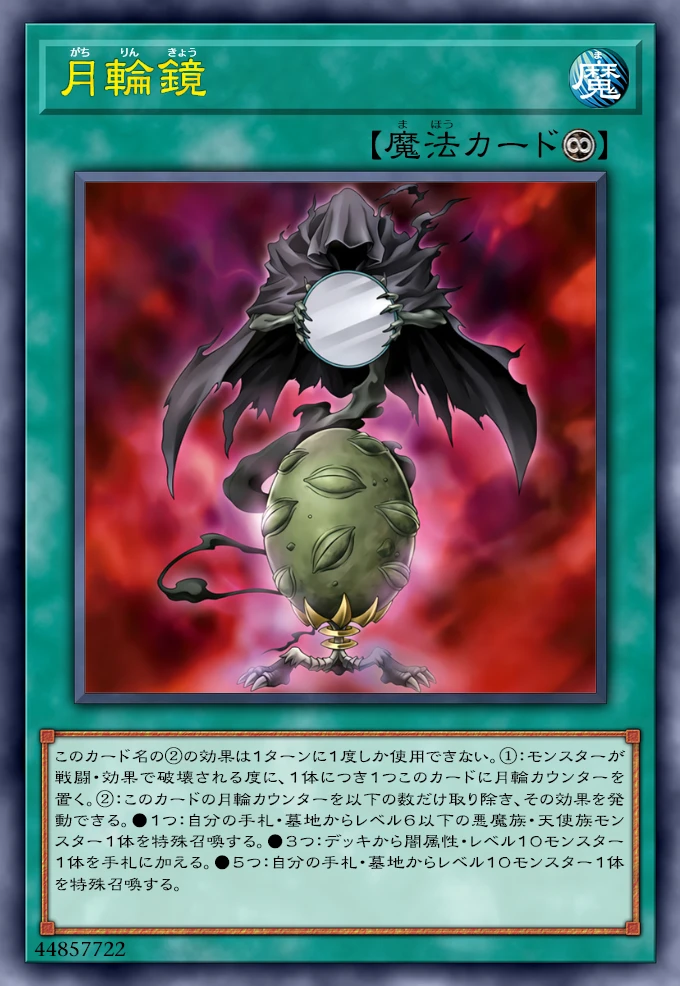 がち りん きょう
月輪鏡
ま
魔
ま ほう
【魔法カード♾】
このカード名の②の効果は1ターンに1度しか使用できない。①:モンスターが
戦闘・効果で破壊される度に、1体につき1つこのカードに月輪カウンターを
置く。②:このカードの月輪カウンターを以下の数だけ取り除き、その効果を発
動できる。●1つ:自分の手札・墓地からレベル6以下の悪魔族・天使族モン
スター1体を特殊召喚する。●3つ:デッキから闇属性・レベル10モンスター
1体を手札に加える。●5つ:自分の手札・墓地からレベル10モンスター1体
を特殊召喚する。
44857722